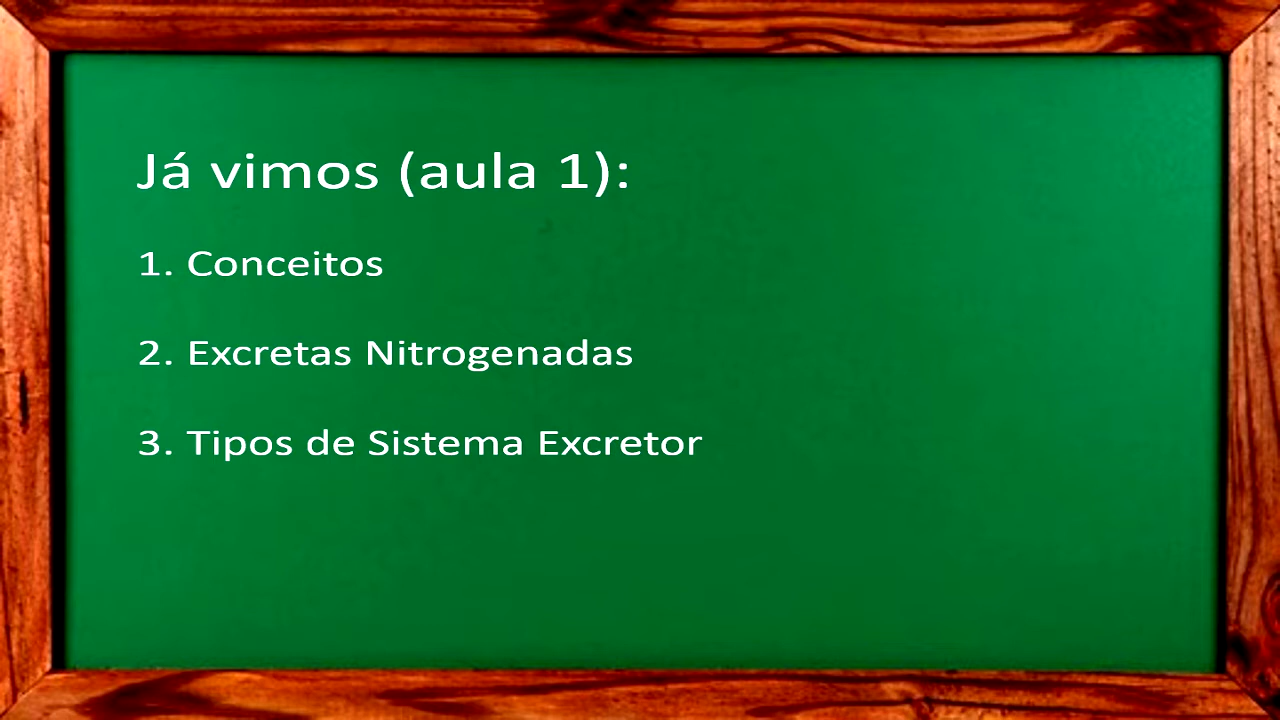 Já vimos (aula 1):
1. Conceitos
2. Excretas Nitrogenadas
3. Tipos de Sistema Excretor